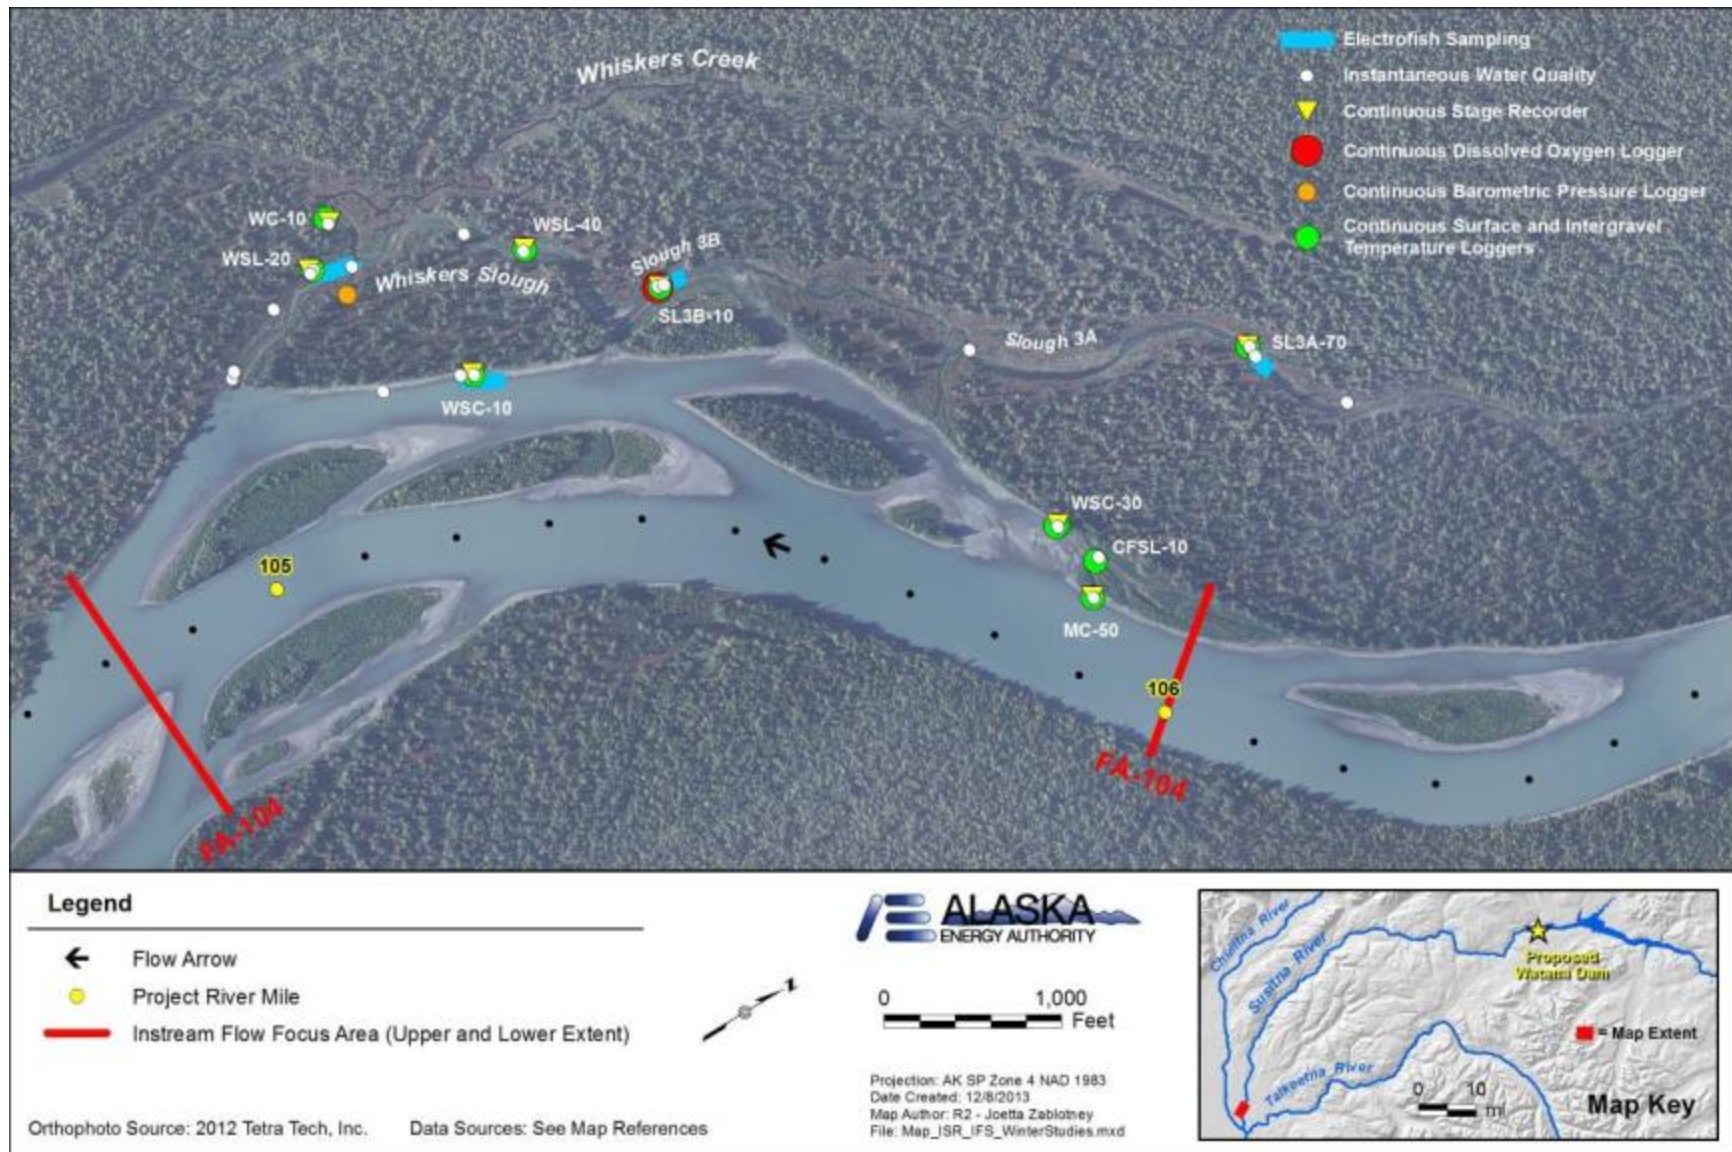 Whiskers Creek
Electrofish Sampling
Instantaneous Water Quality
Continuous Stage Recorder
Continuous Dissolved Oxygen Logger
Continuous Barometric Pressure Logger
Continuous Surface and Intergravel
Temperature Loggers
WC-10
WSL-40
WSL-20
Whiskers Slough
Slough 3B
SL3B-10
Slough 3A
SL3A-70
WSC-10
WSC-30
CFSL-10
MC-50
105
106
FA-104
FA-104
Legend
Flow Arrow
Project River Mile
Instream Flow Focus Area (Upper and Lower Extent)
Orthophoto Source: 2012 Tetra Tech, Inc.
Data Sources: See Map References
ALASKA
ENERGY AUTHORITY
N
0 1,000
Feet
Projection: AK SP Zone 4 NAD 1983
Date Created: 12/8/2013
Map Author: R2 - Joetta Zablotney
File: Map_ISR_IFS_WinterStudies.mxd
Chulitna River
Susitna River
Proposed
Watana Dam
= Map Extent
Talkeetna River
0 10
mi
Map Key